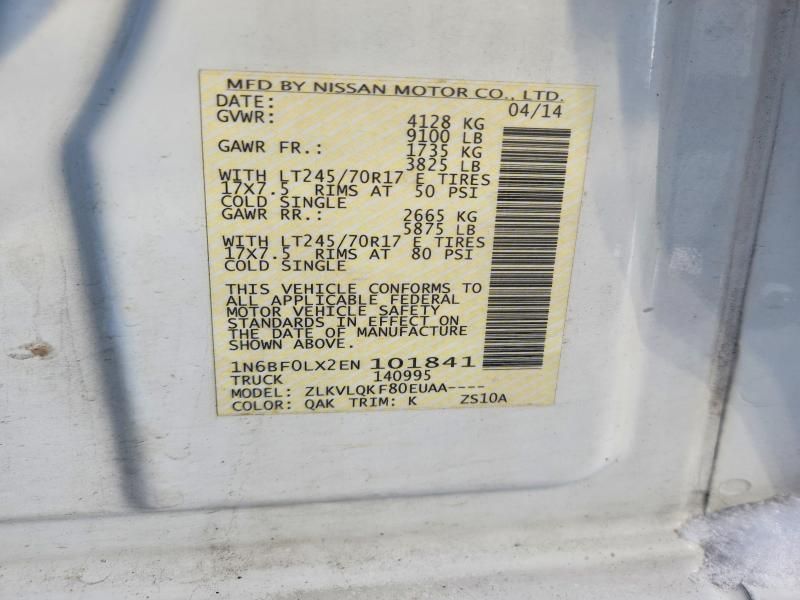 MFD BY NISSAN MOTOR CO., LTD.
DATE: 04/14
GVWR: 4128 KG
9100 LB
GAWR FR.: 1735 KG
3825 LB
WITH LT245/70R17 E TIRES
17X7.5 RIMS AT 50 PSI
COLD SINGLE
GAWR RR.: 2665 KG
5875 LB
WITH LT245/70R17 E TIRES
17X7.5 RIMS AT 80 PSI
COLD SINGLE
THIS VEHICLE CONFORMS TO
ALL APPLICABLE FEDERAL
MOTOR VEHICLE SAFETY
STANDARDS IN EFFECT ON
THE DATE OF MANUFACTURE
SHOWN ABOVE.
1N6BF0LX2EN 101841
TRUCK 140995
MODEL: ZLKVLQKF80EUAA----
COLOR: QAK TRIM: K ZS10A